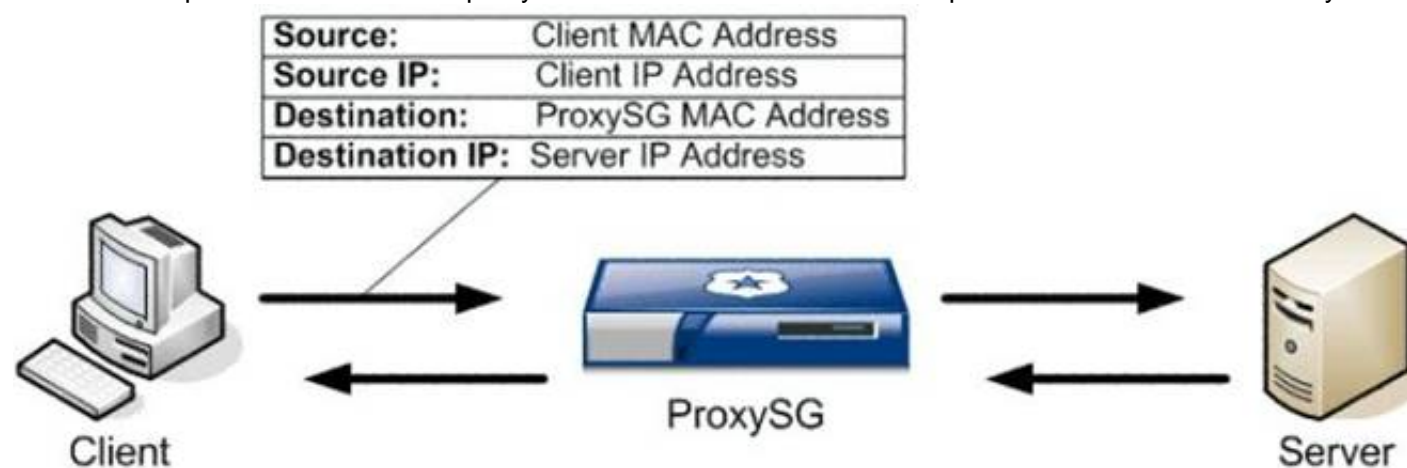 Source: Client MAC Address
Source IP: Client IP Address
Destination: ProxySG MAC Address
Destination IP: Server IP Address
ProxySG
Client
Server